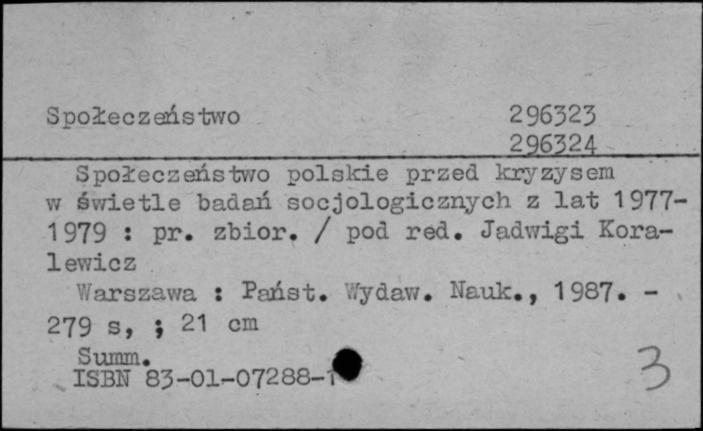 Społeczeństwo 296323
296324
Społeczeństwo polskie przed kryzysem
w świetle badań socjologicznych z lat 1977-
1979 : pr. zbior. / pod red. Jadwigi Kora-
lewicz
Warszawa : Państ. Wydaw. Nauk., 1987. -
279 s, ; 21 cm
Summ.
ISBN 83-01-07288-1
3